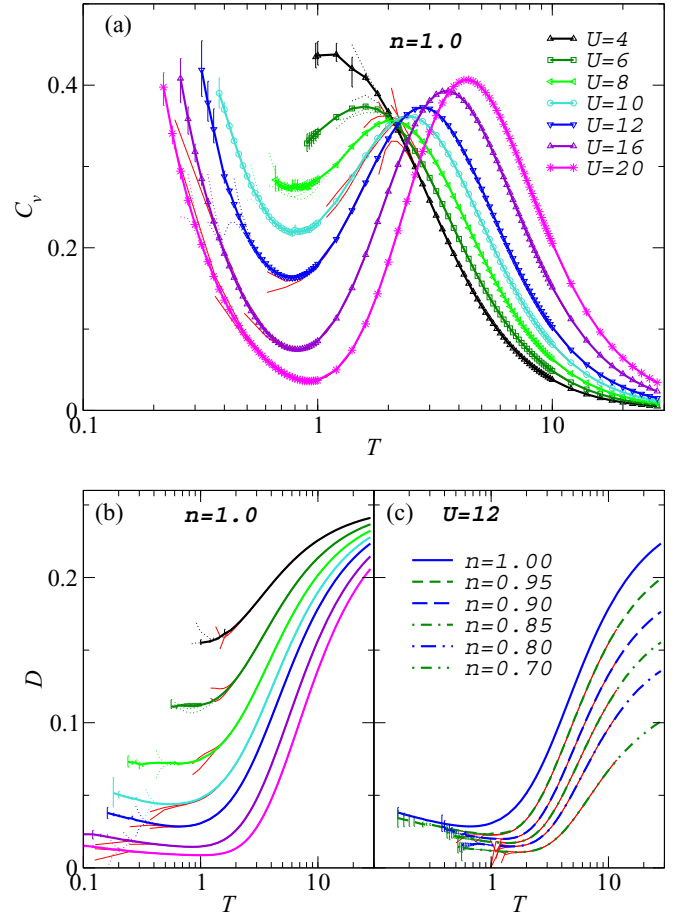 (a)
n=1.0
U=4
U=6
U=8
U=10
U=12
U=16
U=20
0.4
0.2
0
C_v
0.1 1 10
T
(b) n=1.0
(c) U=12
n=1.00
n=0.95
n=0.90
n=0.85
n=0.80
n=0.70
0.2
0.1
0
D
0.1 1 10 1 10
T T